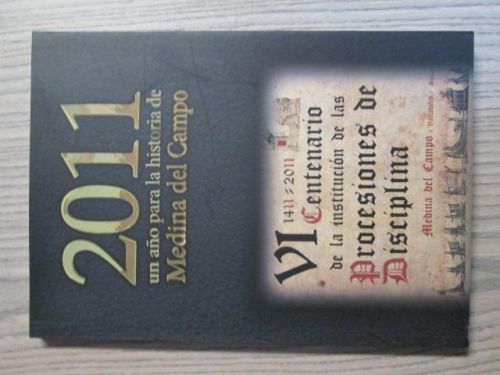 2011
un año para la historia de
Medina del Campo
1411 2011
VI Centenario
de la institución de las
Procesiones de
Disciplina
Medina del Campo